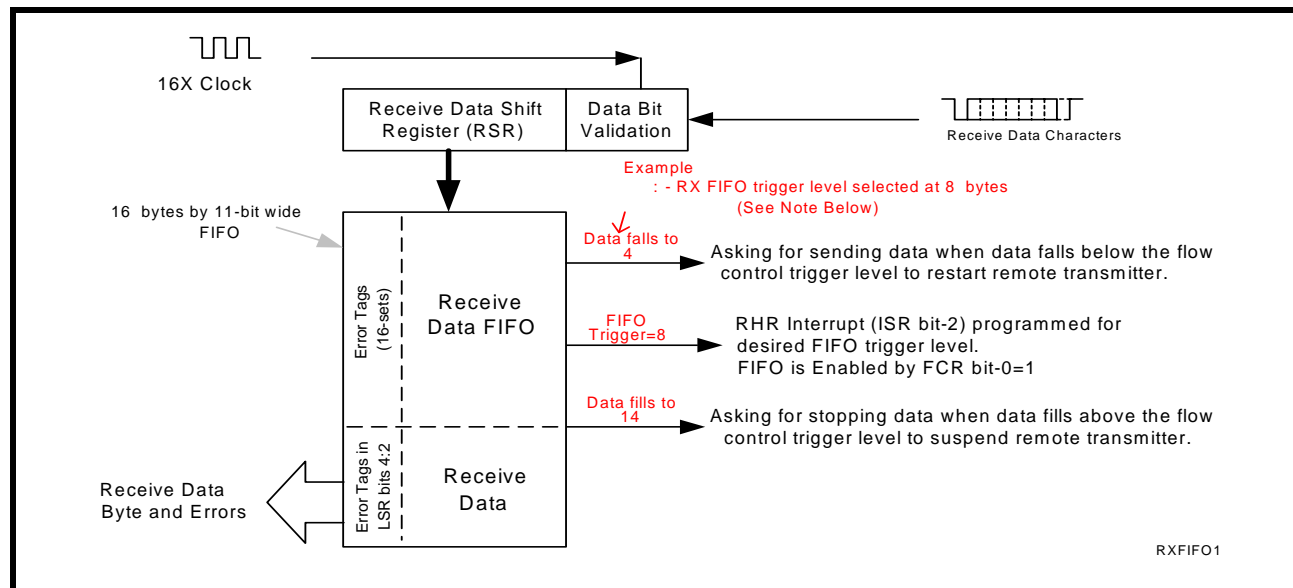 16X Clock
Receive Data Shift
Register (RSR)
Data Bit
Validation
Receive Data Characters
Example
: - RX FIFO trigger level selected at 8 bytes
(See Note Below)
16 bytes by 11-bit wide
FIFO
Data falls to
4
Asking for sending data when data falls below the flow
control trigger level to restart remote transmitter.
Error Tags
(16-sets)
Receive
Data FIFO
FIFO
Trigger=8
RHR Interrupt (ISR bit-2) programmed for
desired FIFO trigger level.
FIFO is Enabled by FCR bit-0=1
Data fills to
14
Asking for stopping data when data fills above the flow
control trigger level to suspend remote transmitter.
Error Tags in
LSR bits 4:2
Receive
Data
Receive Data
Byte and Errors
RXFIFO1